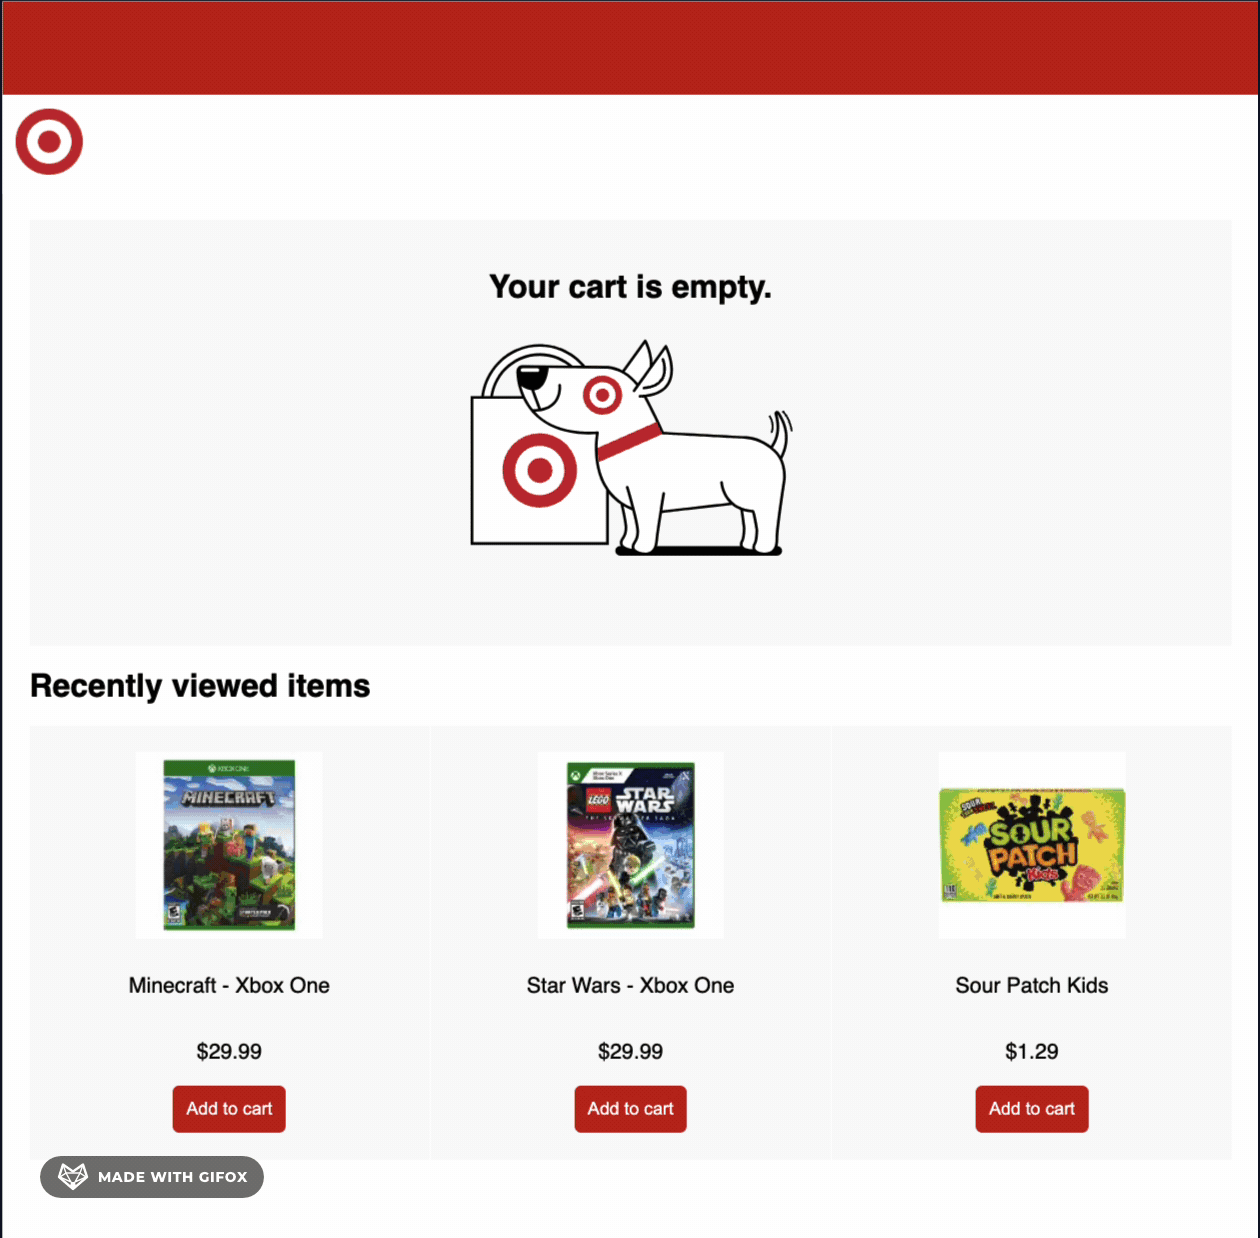 Your cart is empty.
Recently viewed items
XBOX ONE
MINECRAFT
LEGO STAR WARS
SOUR PATCH Kids
Minecraft - Xbox One
Star Wars - Xbox One
Sour Patch Kids
$29.99
$29.99
$1.29
Add to cart
Add to cart
Add to cart
MADE WITH GIFOX